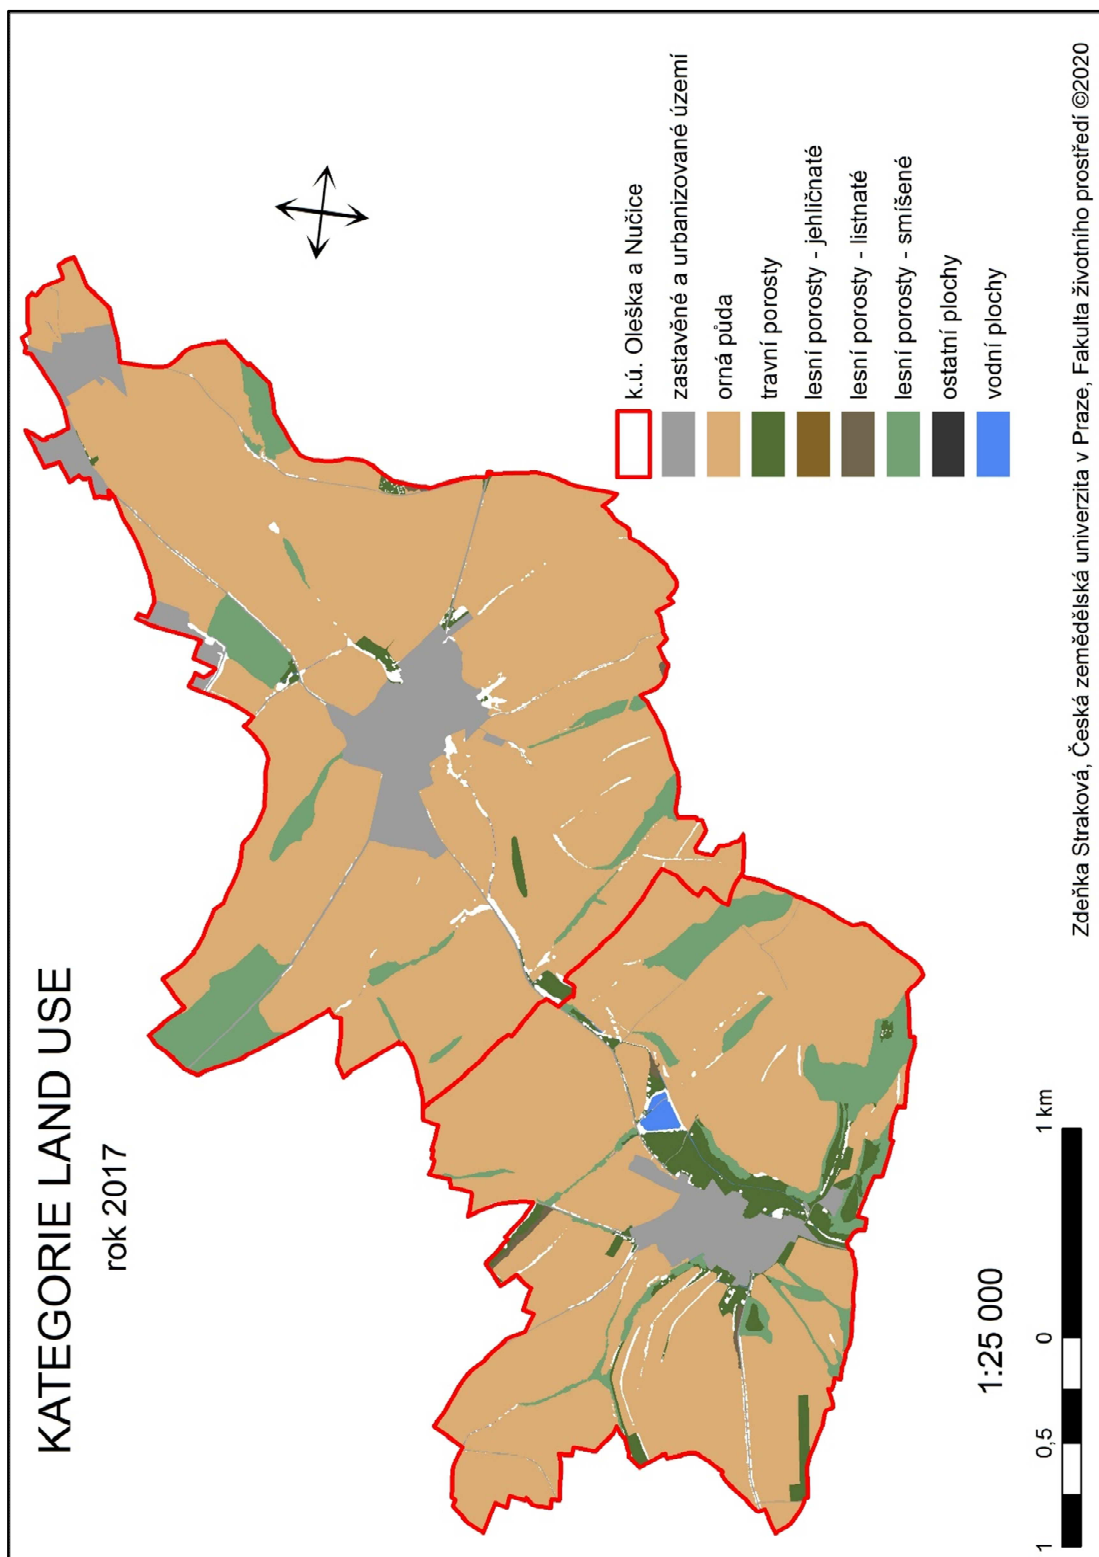 KATEGORIE LAND USE
rok 2017
k.ú. Oleška a Nučice
zastavěné a urbanizované území
orná půda
travní porosty
lesní porosty - jehličnaté
lesní porosty - listnaté
lesní porosty - smíšené
ostatní plochy
vodní plochy
1:25 000
1 0,5 0 1 km
Zdeňka Straková, Česká zemědělská univerzita v Praze, Fakulta životního prostředí ©2020